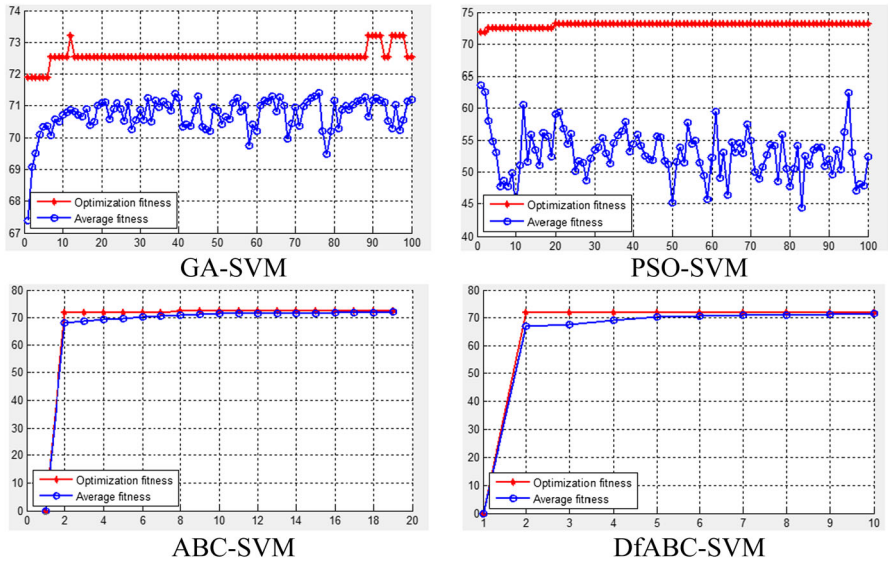 74
73
72
71
70
69
68
67
0 10 20 30 40 50 60 70 80 90 100
Optimization fitness
Average fitness
GA-SVM
75
70
65
60
55
50
45
40
0 10 20 30 40 50 60 70 80 90 100
Optimization fitness
Average fitness
PSO-SVM
80
70
60
50
40
30
20
10
0
0 2 4 6 8 10 12 14 16 18 20
Optimization fitness
Average fitness
ABC-SVM
80
70
60
50
40
30
20
10
0
1 2 3 4 5 6 7 8 9 10
Optimization fitness
Average fitness
DfABC-SVM